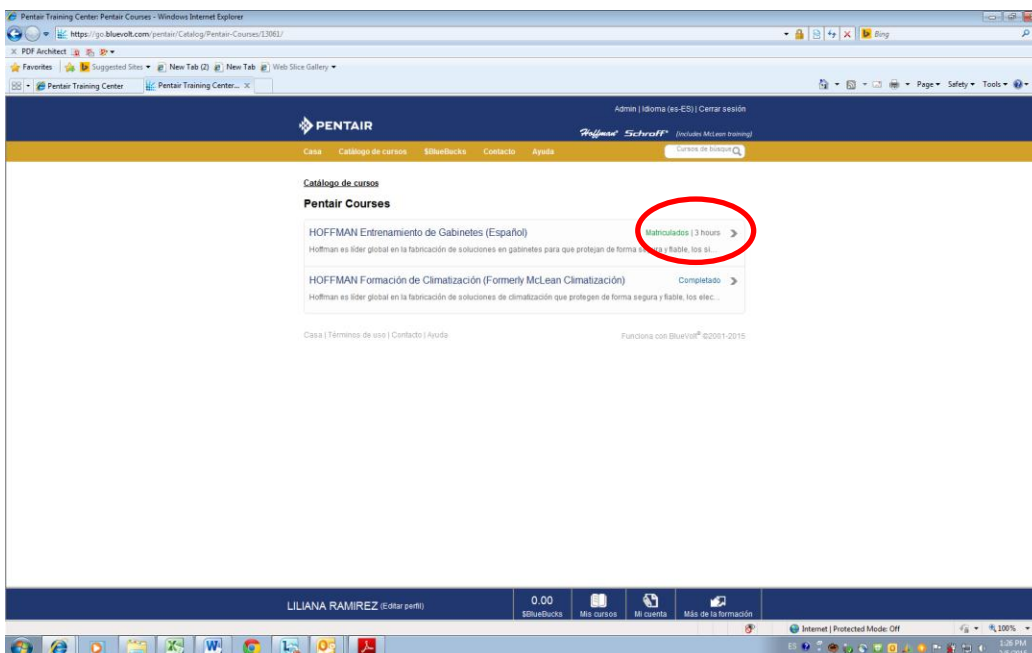 Pentair Training Center: Pentair Courses - Windows Internet Explorer
https://go.bluevolt.com/pentair/Catalog/Pentair-Courses/13061/
Bing
PDF Architect
Favorites Suggested Sites New Tab (2) New Tab Web Slice Gallery
Pentair Training Center Pentair Training Center... Page Safety Tools
Admin | Idioma (es-ES) | Cerrar sesión
PENTAIR
Hoffman Schroff (includes McLean training)
Casa Catálogo de cursos $BlueBucks Contacto Ayuda Cursos de búsque
Catálogo de cursos
Pentair Courses
HOFFMAN Entrenamiento de Gabinetes (Español) Matriculados | 3 hours
Hoffman es líder global en la fabricación de soluciones en gabinetes para que protejan de forma segura y fiable, los si...
HOFFMAN Formación de Climatización (Formerly McLean Climatización) Completado
Hoffman es líder global en la fabricación de soluciones de climatización que protegen de forma segura y fiable, los elec...
Casa | Términos de uso | Contacto | Ayuda Funciona con BlueVolt® ©2001-2015
LILIANA RAMIREZ (Editar perfil) 0.00 $BlueBucks Mis cursos Mi cuenta Más de la formación
Internet | Protected Mode: Off 100%
ES 1:26 PM